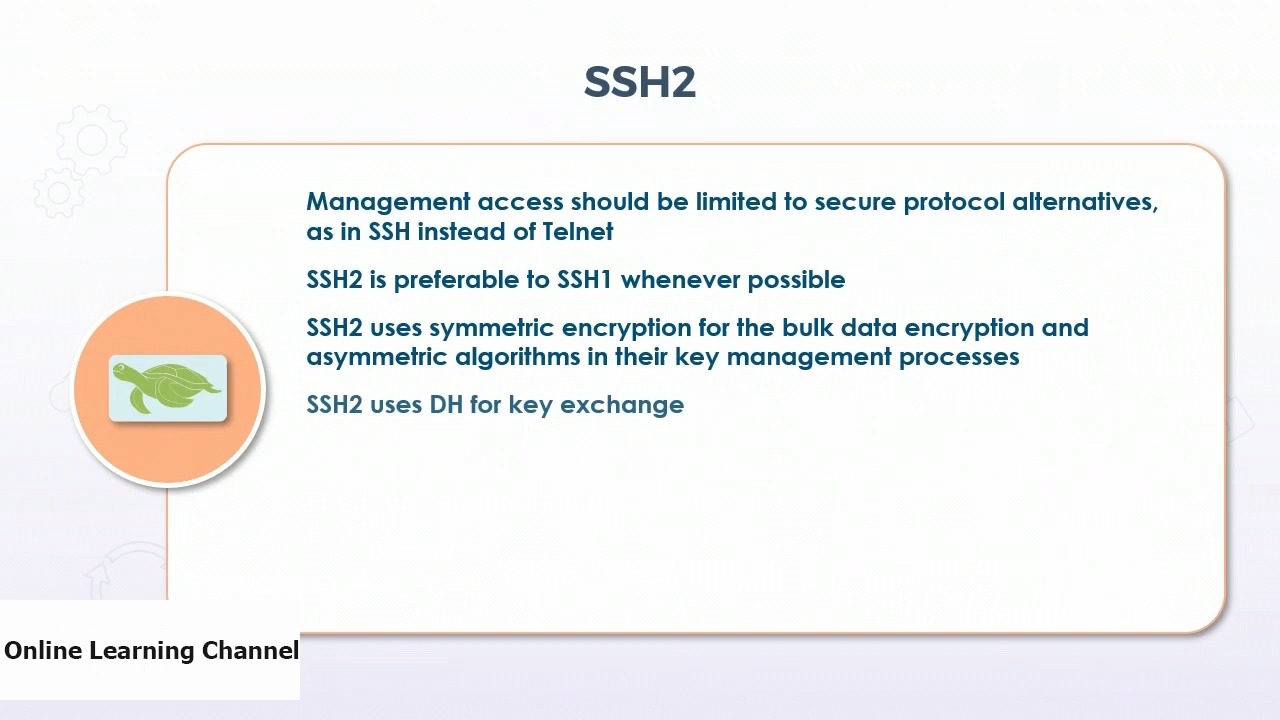 SSH2
Management access should be limited to secure protocol alternatives,
as in SSH instead of Telnet
SSH2 is preferable to SSH1 whenever possible
SSH2 uses symmetric encryption for the bulk data encryption and
asymmetric algorithms in their key management processes
SSH2 uses DH for key exchange
Online Learning Channel